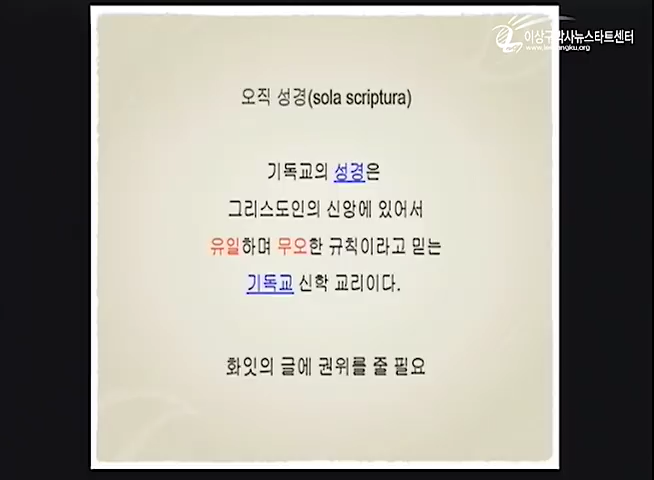 이상구박사뉴스타트센터
오직 성경(sola scriptura)
기독교의 성경은
그리스도인의 신앙에 있어서
유일하며 무오한 규칙이라고 믿는
기독교 신학 교리이다.
화잇의 글에 권위를 줄 필요